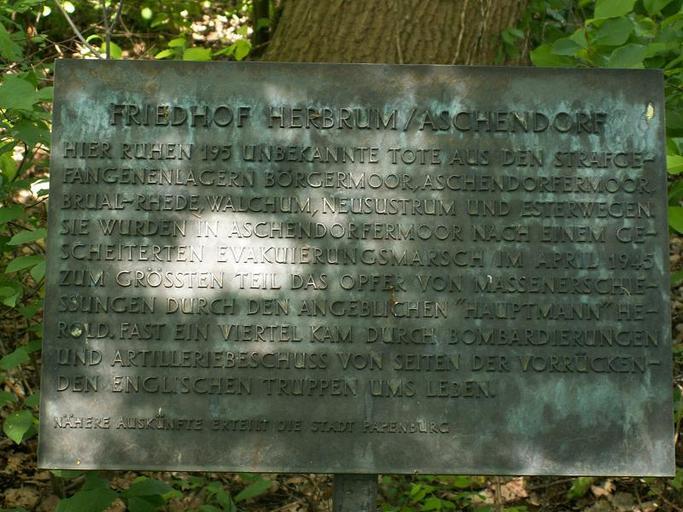 FRIEDHOF HERBRUM/ASCHENDORF
HIER RUHEN 195 UNBEKANNTE TOTE AUS DEN STRAFGE-
FANGENENLAGERN BÖRGERMOOR, ASCHENDORFERMOOR,
BRUAL-RHEDE, WALCHUM, NEUSUSTRUM UND ESTERWEGEN.
SIE WURDEN IN ASCHENDORFERMOOR NACH EINEM GE-
SCHEITERTEN EVAKUIERUNGSMARSCH IM APRIL 1945
ZUM GRÖSSTEN TEIL DAS OPFER VON MASSENERSCHIE-
SSUNGEN DURCH DEN ANGEBLICHEN "HAUPTMANN" HE-
ROLD. FAST EIN VIERTEL KAM DURCH BOMBARDIERUNGEN
UND ARTILLERIEBESCHUSS VON SEITEN DER VORRÜCKEN-
DEN ENGLISCHEN TRUPPEN UMS LEBEN.
NÄHERE AUSKÜNFTE ERTEILT DIE STADT PAPENBURG